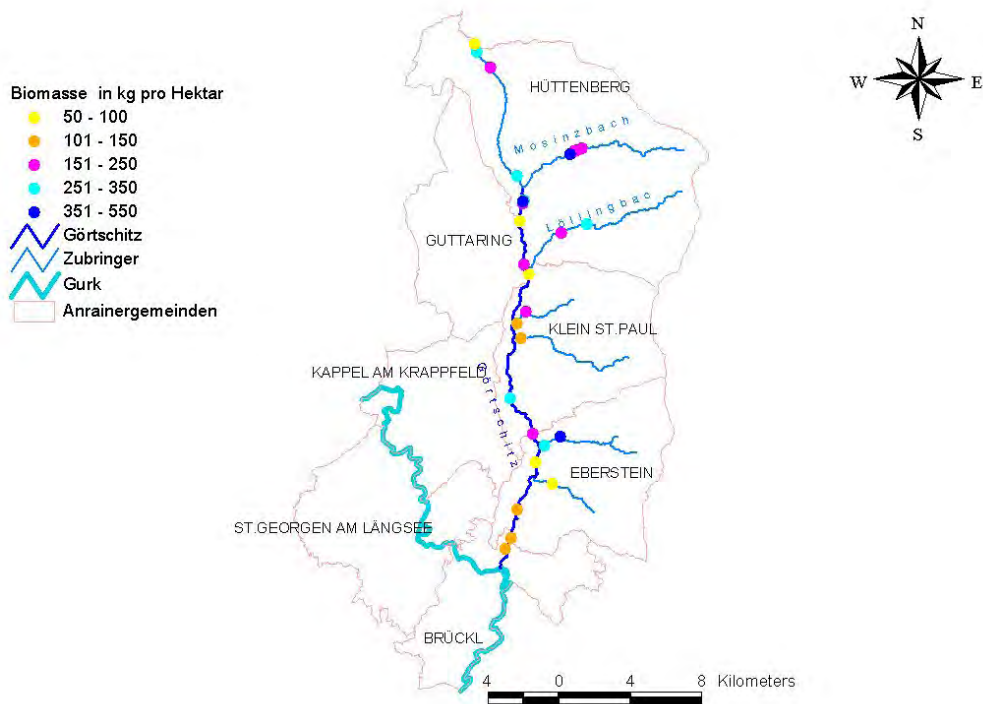 N
W E
S
HÜTTENBERG
Biomasse in kg pro Hektar
50 - 100
101 - 150
151 - 250
251 - 350
351 - 550
Görtschitz
Zubringer
Gurk
Anrainergemeinden
Mosinzbach
Löllingbac
GUTTARING
KLEIN ST.PAUL
KAPPEL AM KRAPPFELD
Görtschitz
EBERSTEIN
ST.GEORGEN AM LÄNGSEE
BRÜCKL
4 0 4 8 Kilometers